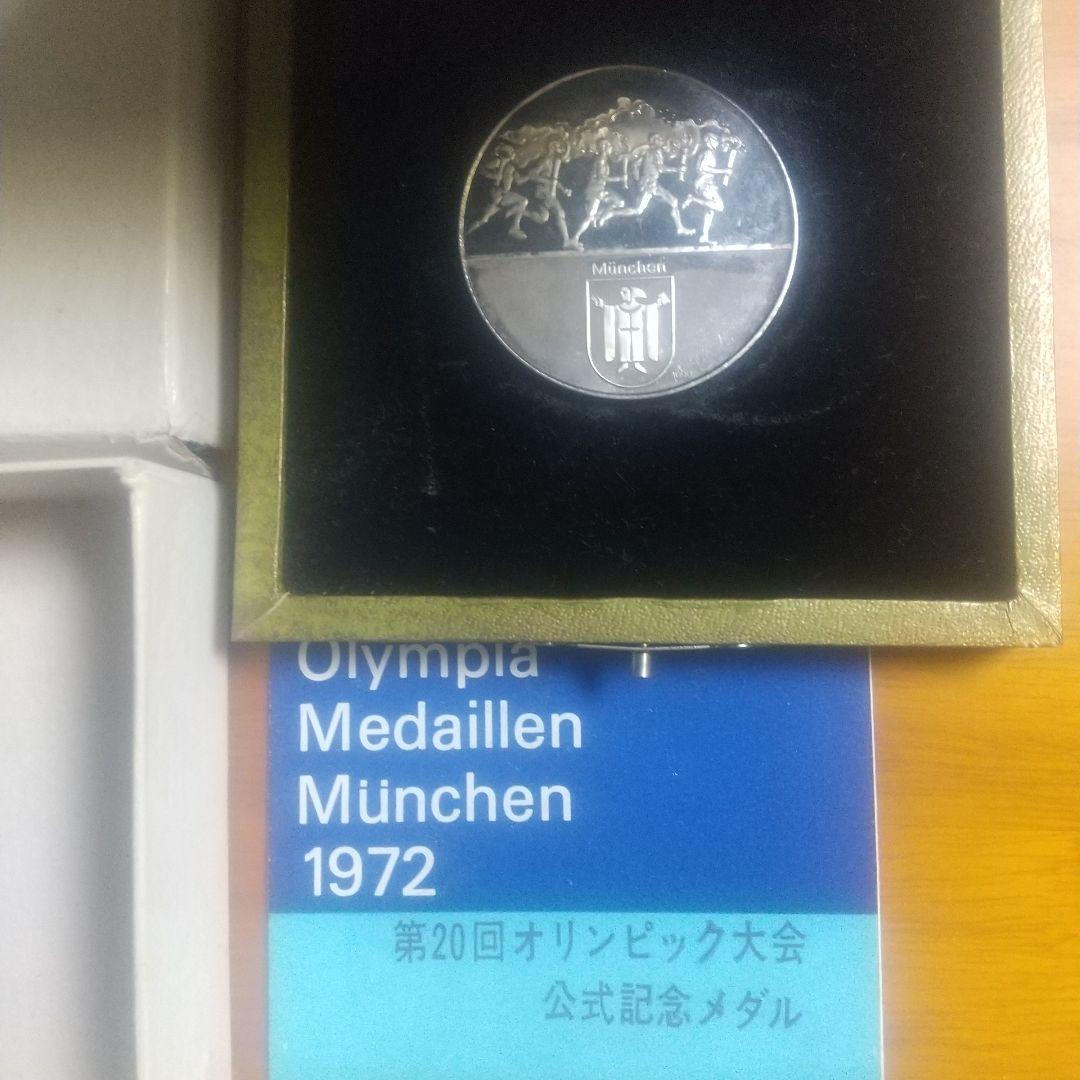 München
Olympia
Medaillen
München
1972
第20回オリンピック大会
公式記念メダル